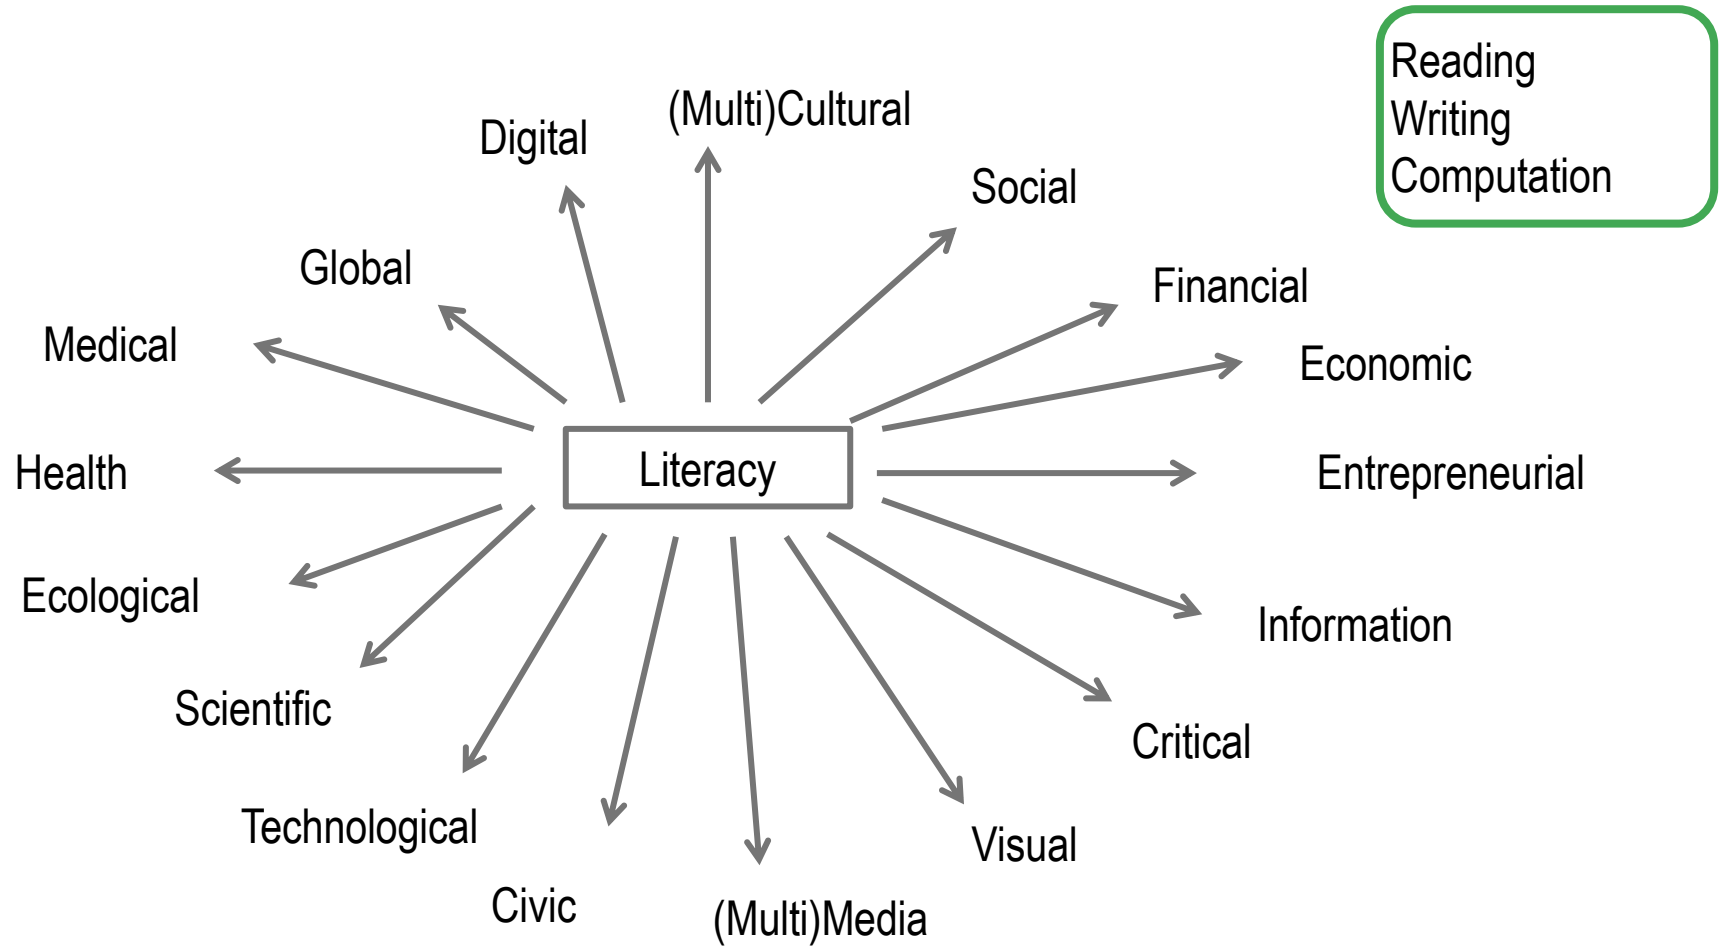 Reading
Writing
Computation
(Multi)Cultural
Digital
Social
Global
Financial
Medical
Economic
Health
Literacy
Entrepreneurial
Ecological
Information
Scientific
Critical
Technological
Visual
Civic
(Multi)Media